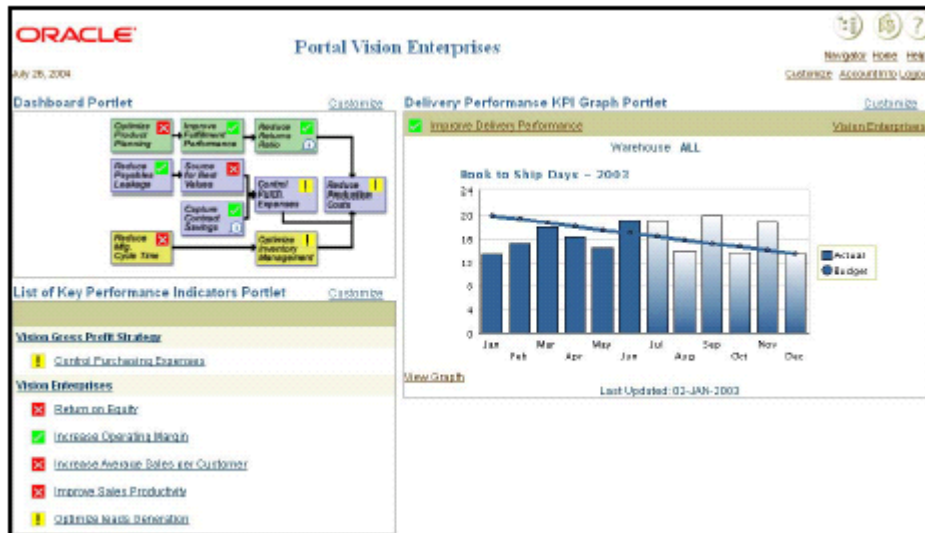 ORACLE
Portal Vision Enterprises
Navigator Home Help
July 26, 2004
Customize Account Info Logout
Dashboard Portlet Customize
Optimize Product Planning
Improve Fulfillment Performance
Reduce Returns Ratio
Reduce Payables Leakage
Source for Best Values
Control Purch. Expenses
Reduce Production Costs
Capture Contract Savings
Reduce Mfg. Cycle Time
Optimize Inventory Management
List of Key Performance Indicators Portlet Customize
Vision Gross Profit Strategy
Control Purchasing Expenses
Vision Enterprises
Return on Equity
Increase Operating Margin
Increase Average Sales per Customer
Improve Sales Productivity
Optimize leads Generation
Delivery Performance KPI Graph Portlet Customize
Improve Delivery Performance Vision Enterprises
Warehouse ALL
Book to Ship Days - 2003
24
20
16
12
8
4
0
Jan Feb Mar Apr May Jun Jul Aug Sep Oct Nov Dec
Actual
Budget
View Graph
Last Updated: 02-JAN-2003